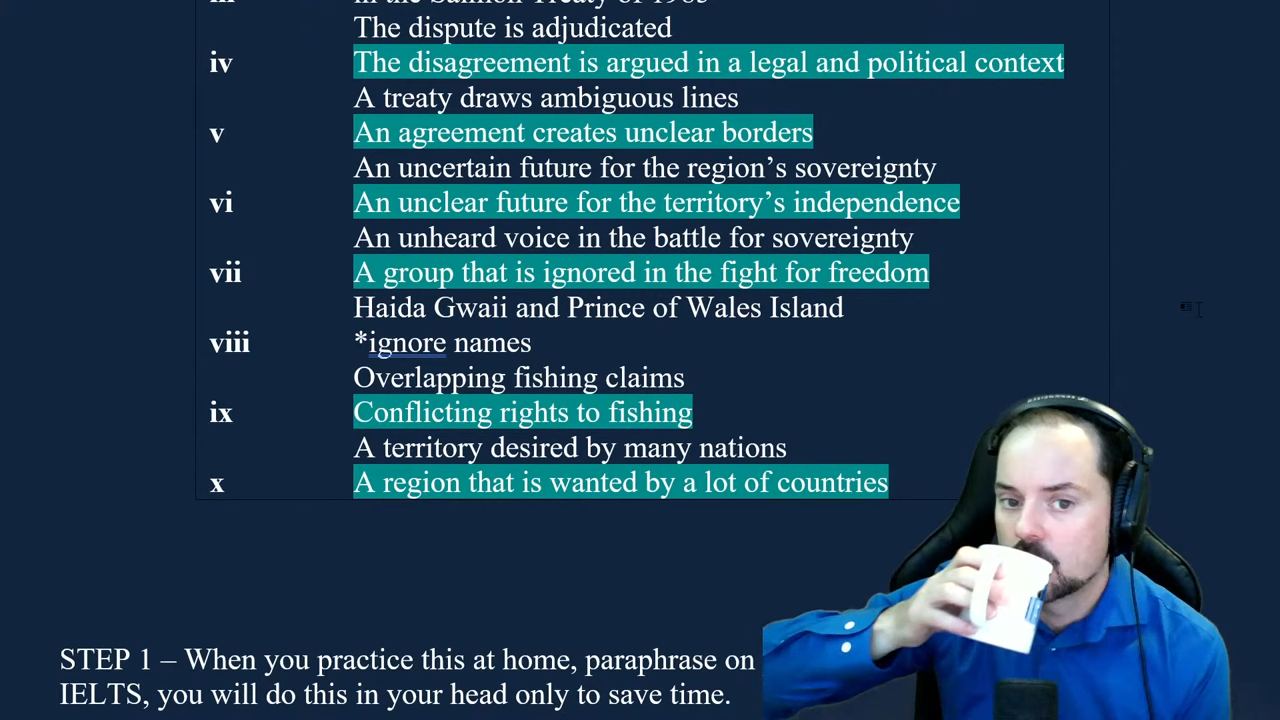 The dispute is adjudicated
iv The disagreement is argued in a legal and political context
A treaty draws ambiguous lines
v An agreement creates unclear borders
An uncertain future for the region’s sovereignty
vi An unclear future for the territory’s independence
An unheard voice in the battle for sovereignty
vii A group that is ignored in the fight for freedom
Haida Gwaii and Prince of Wales Island
viii *ignore names
Overlapping fishing claims
ix Conflicting rights to fishing
A territory desired by many nations
x A region that is wanted by a lot of countries
STEP 1 – When you practice this at home, paraphrase on
IELTS, you will do this in your head only to save time.